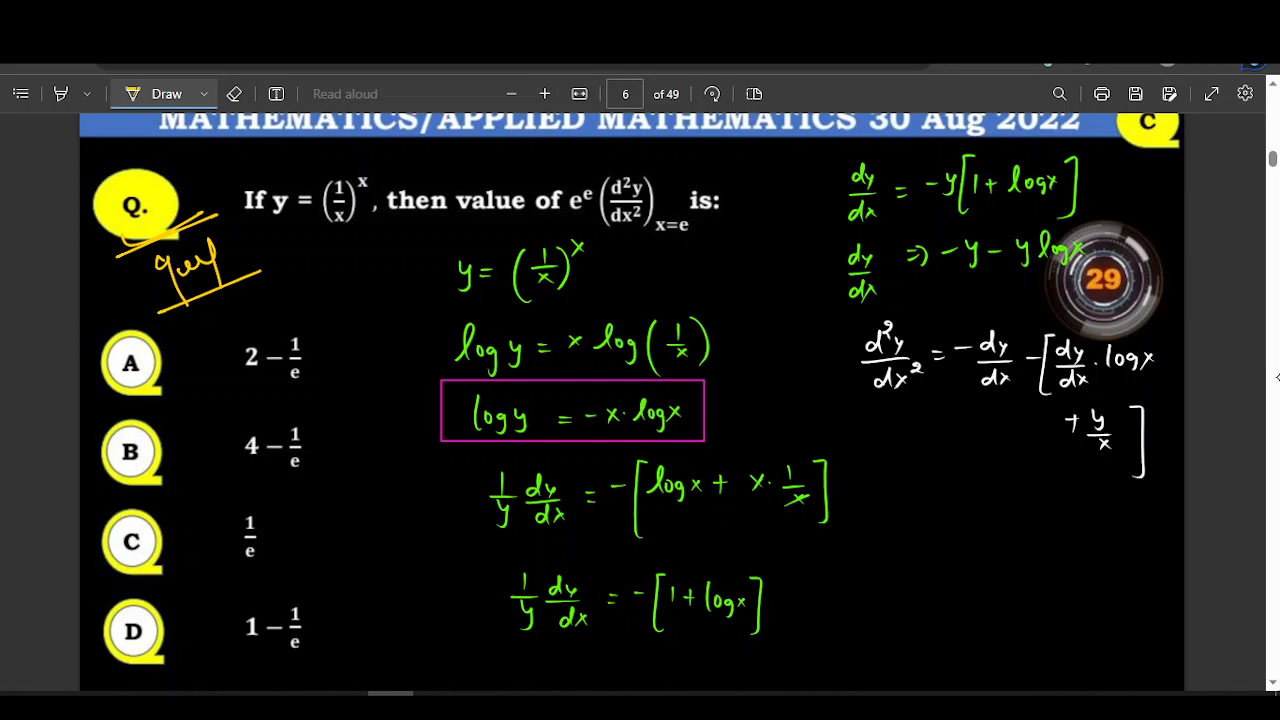 Draw
Read aloud
6 of 49
MATHEMATICS/APPLIED MATHEMATICS 30 Aug 2022
C
Q.
If y = (1/x)^x, then value of e^e (d²y/dx²)_{x=e} is:
A 2 − 1/e
B 4 − 1/e
C 1/e
D 1 − 1/e
y = (1/x)^x
log y = x log (1/x)
log y = - x · log x
1/y dy/dx = - [log x + x · 1/x]
1/y dy/dx = - [1 + log x]
dy/dx = - y [1 + log x]
dy/dx ⇒ - y - y log x
29
d²y/dx² = - dy/dx - [dy/dx · log x
+ y/x ]